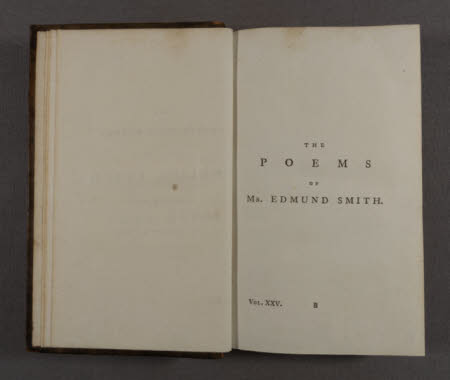 THE
POEMS
OF
Mr. EDMUND SMITH.
Vol. XXV. B